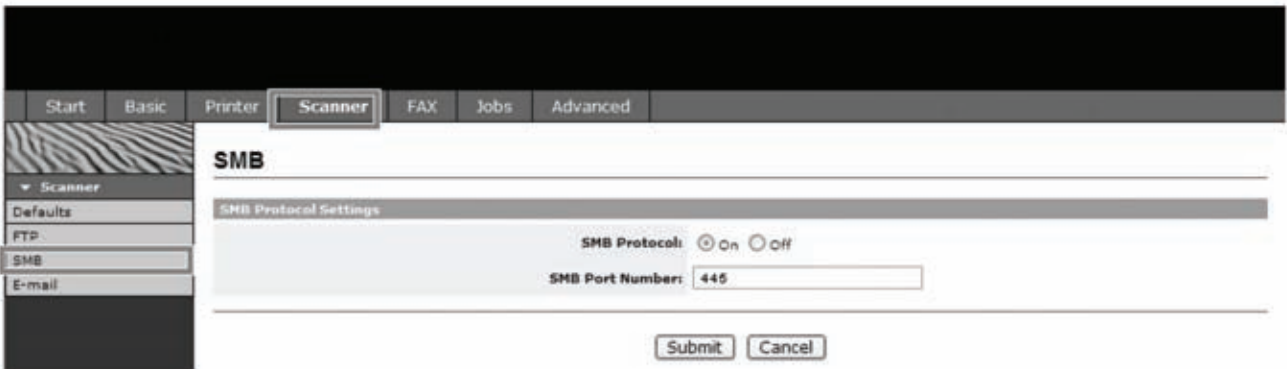 Start Basic Printer Scanner FAX Jobs Advanced
SMB
Scanner
Defaults
FTP
SMB
E-mail
SMB Protocol Settings
SMB Protocol: On Off
SMB Port Number: 445
Submit Cancel